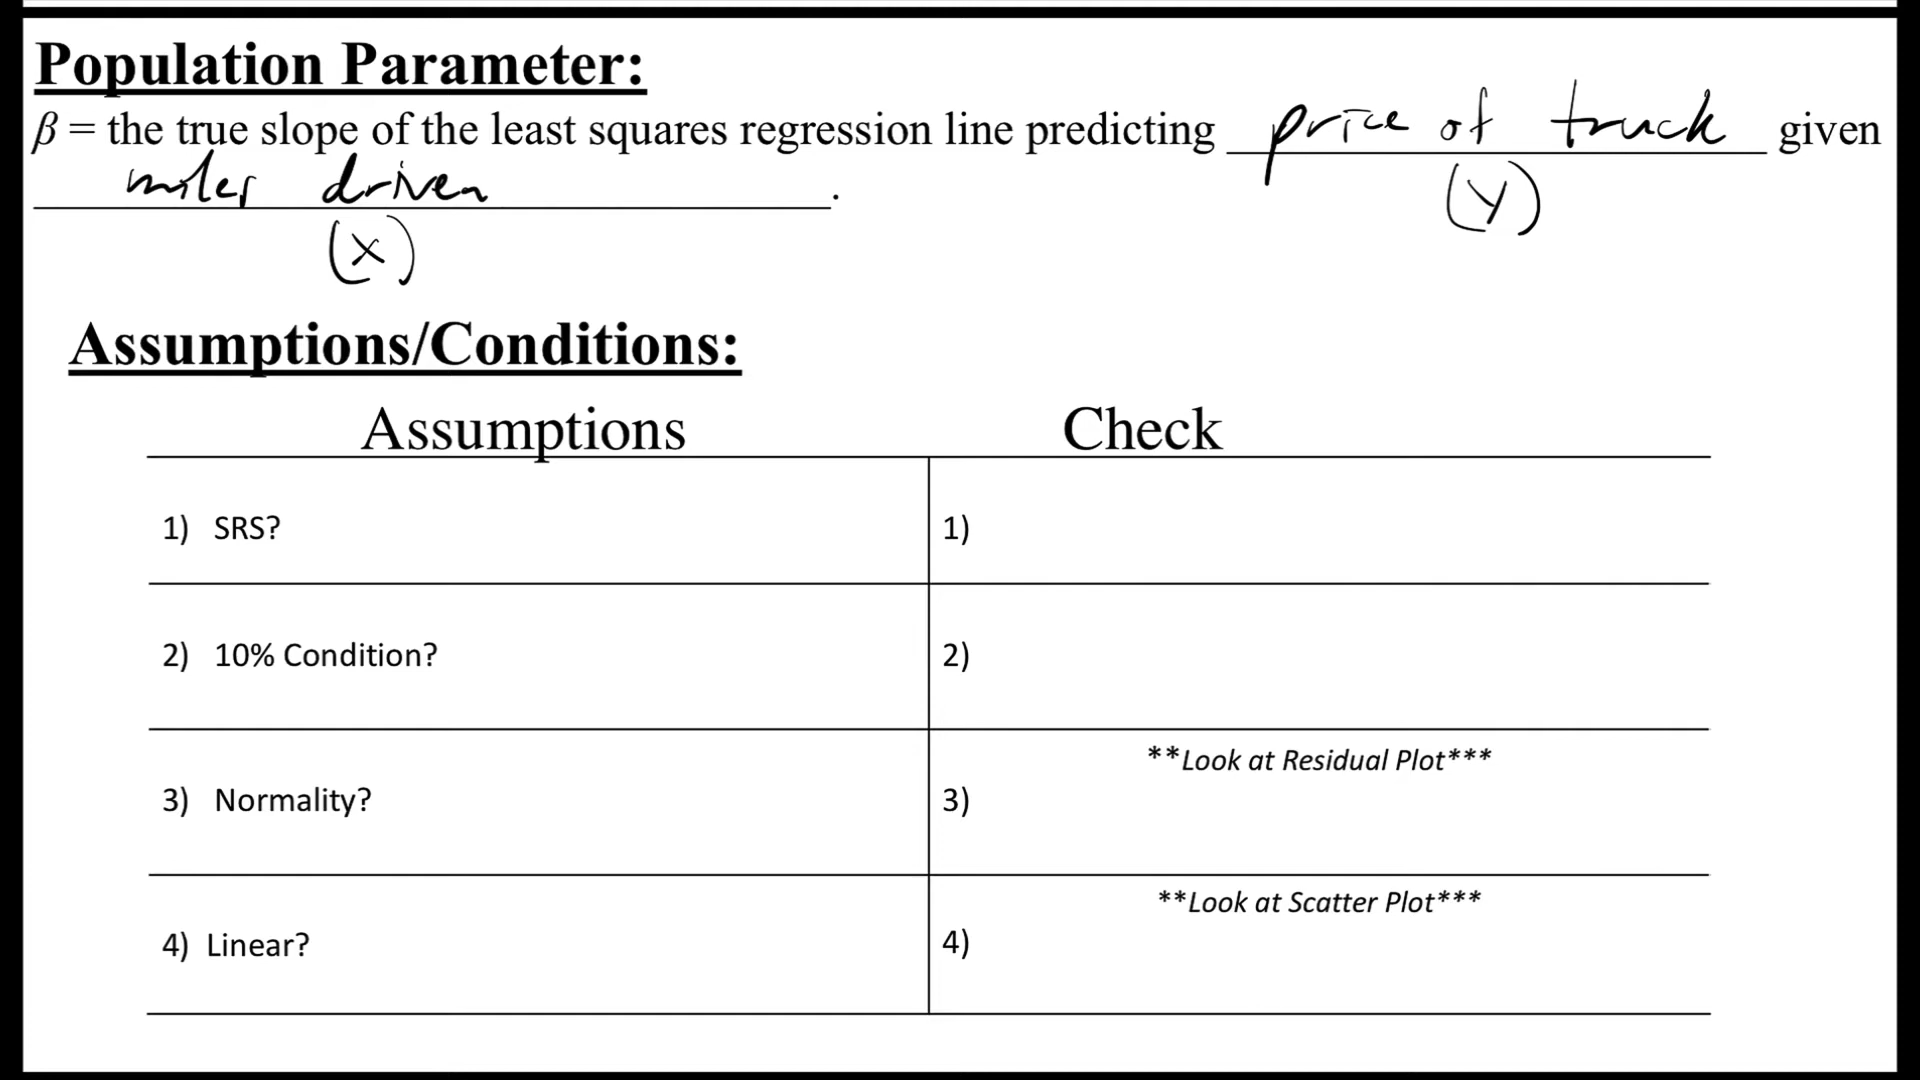 Population Parameter:
β = the true slope of the least squares regression line predicting price of truck given
miles driven . (Y)
(X)
Assumptions/Conditions:
Assumptions Check
1) SRS? 1)
2) 10% Condition? 2)
**Look at Residual Plot***
3) Normality? 3)
**Look at Scatter Plot***
4) Linear? 4)